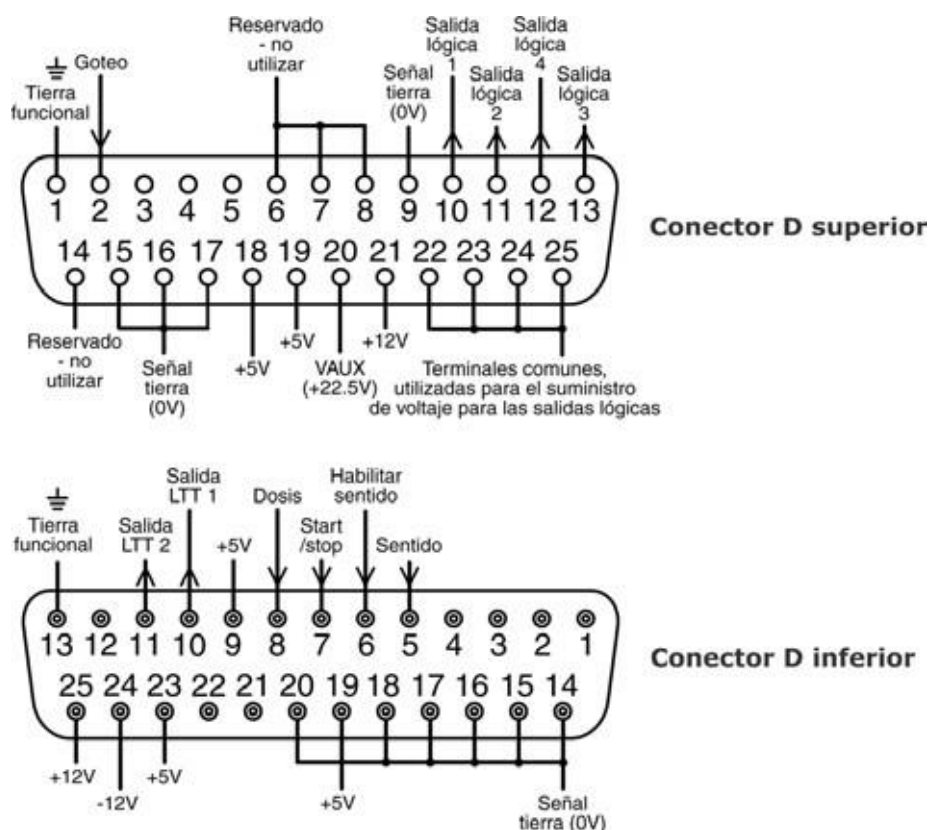 Reservado
- no
utilizar
Salida
lógica
1
Salida
lógica
4
Goteo
Tierra
funcional
Señal
tierra
(0V)
Salida
lógica
2
Salida
lógica
3
1 2 3 4 5 6 7 8 9 10 11 12 13
Conector D superior
14 15 16 17 18 19 20 21 22 23 24 25
Reservado
- no
utilizar
Señal
tierra
(0V)
+5V
+5V
VAUX
(+22.5V)
+12V
Terminales comunes,
utilizadas para el suministro
de voltaje para las salidas lógicas
Salida
LTT 1
Habilitar
sentido
Dosis
Tierra
funcional
Salida
LTT 2
+5V
Start
/stop
Sentido
13 12 11 10 9 8 7 6 5 4 3 2 1
Conector D inferior
25 24 23 22 21 20 19 18 17 16 15 14
+12V
-12V
+5V
+5V
Señal
tierra (0V)